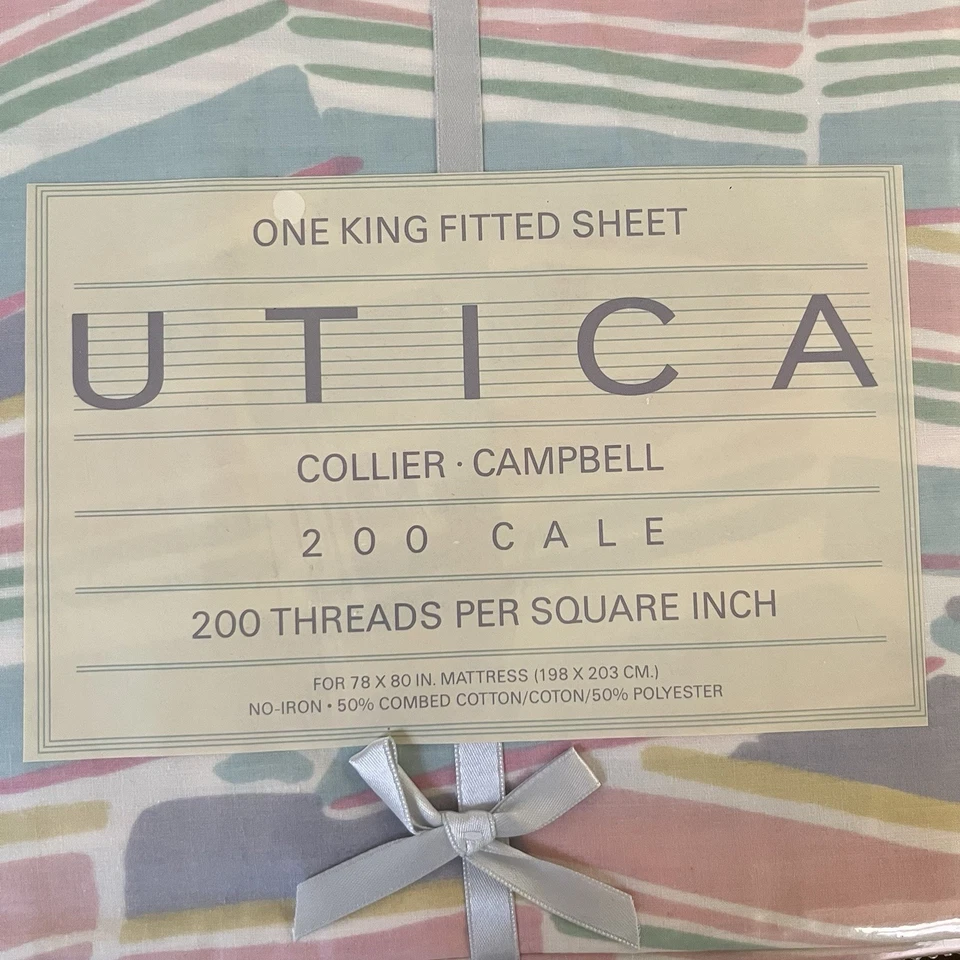 ONE KING FITTED SHEET
UTICA
COLLIER · CAMPBELL
200 CALE
200 THREADS PER SQUARE INCH
FOR 78 X 80 IN. MATTRESS (198 X 203 CM.)
NO-IRON • 50% COMBED COTTON/COTON/50% POLYESTER